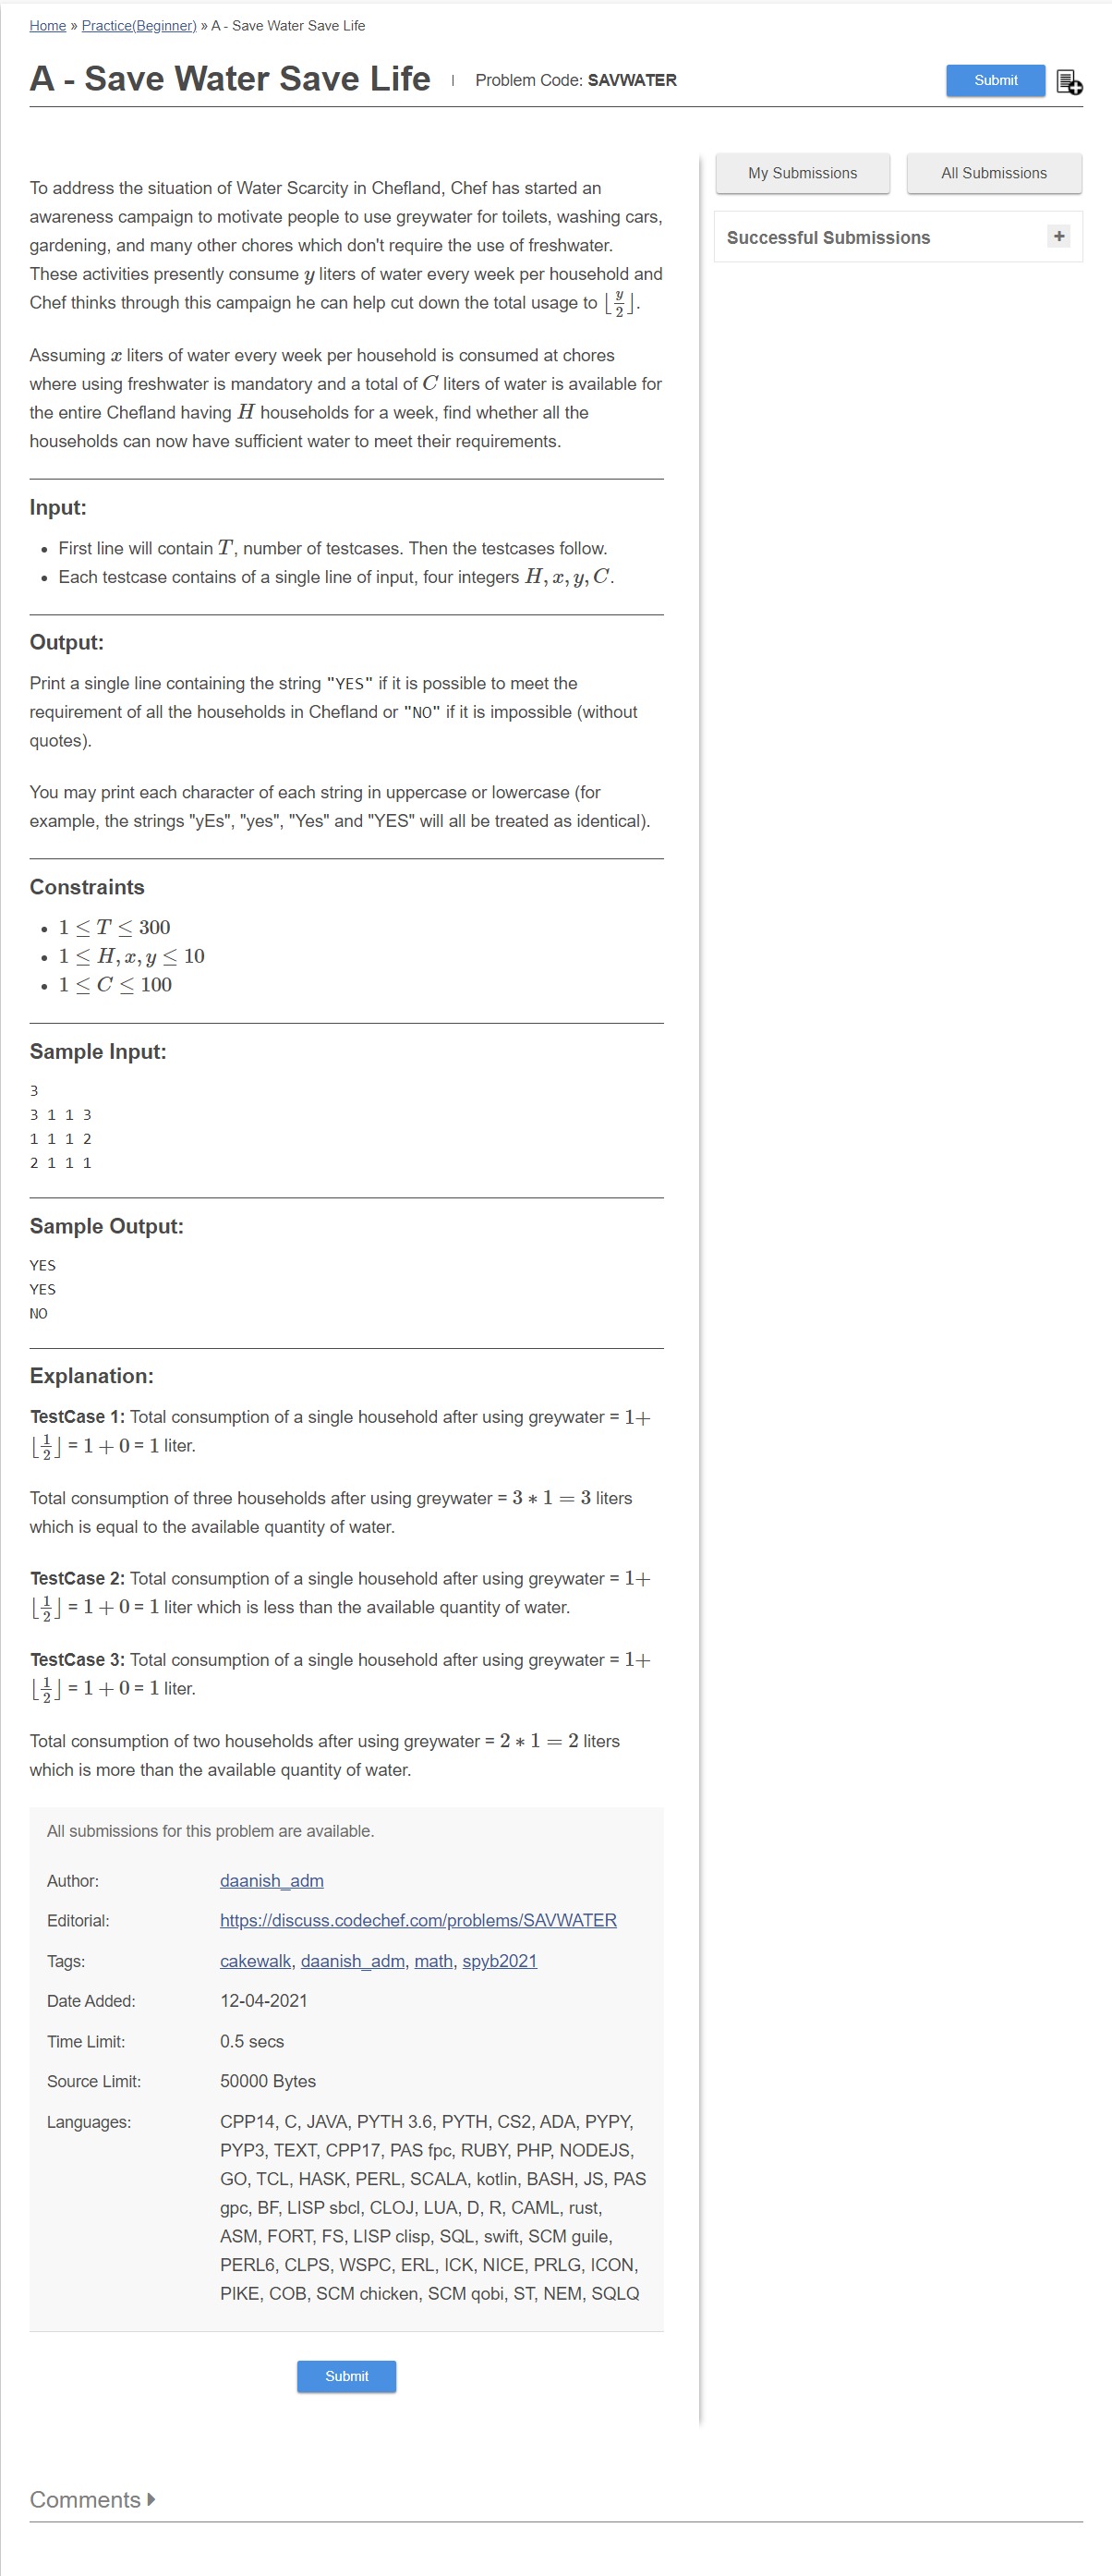 Home » Practice(Beginner) » A - Save Water Save Life
A - Save Water Save Life | Problem Code: SAVWATER
Submit
My Submissions
All Submissions
Successful Submissions
+
To address the situation of Water Scarcity in Chefland, Chef has started an
awareness campaign to motivate people to use greywater for toilets, washing cars,
gardening, and many other chores which don't require the use of freshwater.
These activities presently consume y liters of water every week per household and
Chef thinks through this campaign he can help cut down the total usage to ⌊y/2⌋.
Assuming x liters of water every week per household is consumed at chores
where using freshwater is mandatory and a total of C liters of water is available for
the entire Chefland having H households for a week, find whether all the
households can now have sufficient water to meet their requirements.
Input:
• First line will contain T, number of testcases. Then the testcases follow.
• Each testcase contains of a single line of input, four integers H, x, y, C.
Output:
Print a single line containing the string "YES" if it is possible to meet the
requirement of all the households in Chefland or "NO" if it is impossible (without
quotes).
You may print each character of each string in uppercase or lowercase (for
example, the strings "yEs", "yes", "Yes" and "YES" will all be treated as identical).
Constraints
• 1 ≤ T ≤ 300
• 1 ≤ H, x, y ≤ 10
• 1 ≤ C ≤ 100
Sample Input:
3
3 1 1 3
1 1 1 2
2 1 1 1
Sample Output:
YES
YES
NO
Explanation:
TestCase 1: Total consumption of a single household after using greywater = 1+
⌊1/2⌋ = 1 + 0 = 1 liter.
Total consumption of three households after using greywater = 3 * 1 = 3 liters
which is equal to the available quantity of water.
TestCase 2: Total consumption of a single household after using greywater = 1+
⌊1/2⌋ = 1 + 0 = 1 liter which is less than the available quantity of water.
TestCase 3: Total consumption of a single household after using greywater = 1+
⌊1/2⌋ = 1 + 0 = 1 liter.
Total consumption of two households after using greywater = 2 * 1 = 2 liters
which is more than the available quantity of water.
All submissions for this problem are available.
Author: daanish_adm
Editorial: https://discuss.codechef.com/problems/SAVWATER
Tags: cakewalk, daanish_adm, math, spyb2021
Date Added: 12-04-2021
Time Limit: 0.5 secs
Source Limit: 50000 Bytes
Languages: CPP14, C, JAVA, PYTH 3.6, PYTH, CS2, ADA, PYPY,
PYP3, TEXT, CPP17, PAS fpc, RUBY, PHP, NODEJS,
GO, TCL, HASK, PERL, SCALA, kotlin, BASH, JS, PAS
gpc, BF, LISP sbcl, CLOJ, LUA, D, R, CAML, rust,
ASM, FORT, FS, LISP clisp, SQL, swift, SCM guile,
PERL6, CLPS, WSPC, ERL, ICK, NICE, PRLG, ICON,
PIKE, COB, SCM chicken, SCM qobi, ST, NEM, SQLQ
Submit
Comments